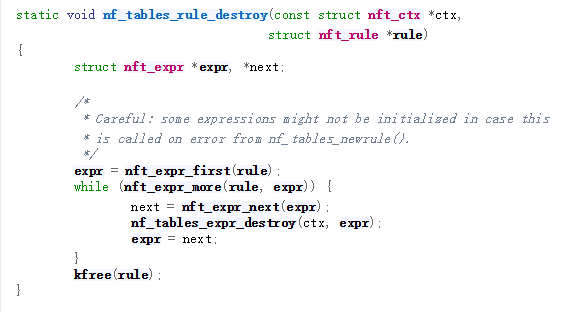 static void nf_tables_rule_destroy(const struct nft_ctx *ctx,
                                   struct nft_rule *rule)
{
        struct nft_expr *expr, *next;

        /*
         * Careful: some expressions might not be initialized in case this
         * is called on error from nf_tables_newrule().
         */
        expr = nft_expr_first(rule);
        while (nft_expr_more(rule, expr)) {
                next = nft_expr_next(expr);
                nf_tables_expr_destroy(ctx, expr);
                expr = next;
        }
        kfree(rule);
}